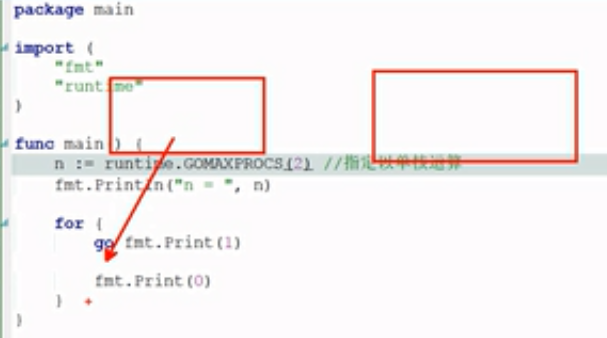 package main
import (
"fmt"
"runtime"
)
func main() {
n := runtime.GOMAXPROCS(2) //指定以单核运算
fmt.Println("n = ", n)
for {
go fmt.Print(1)
fmt.Print(0)
}
}